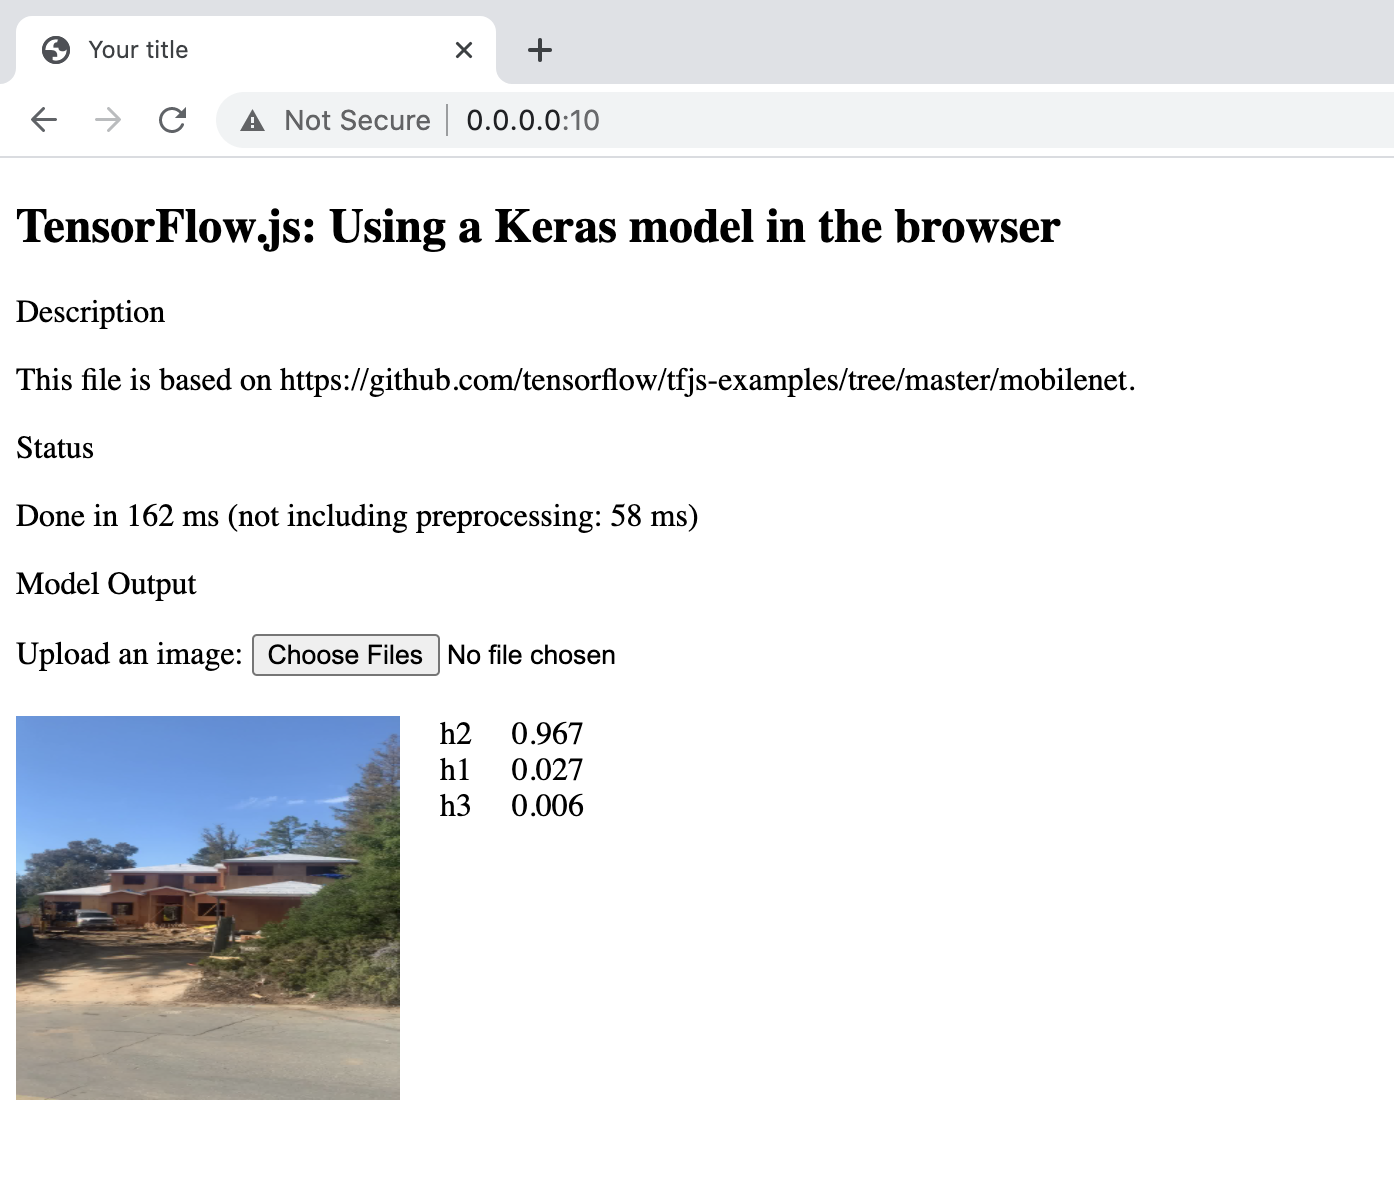 Your title
Not Secure 0.0.0.0:10
TensorFlow.js: Using a Keras model in the browser
Description
This file is based on https://github.com/tensorflow/tfjs-examples/tree/master/mobilenet.
Status
Done in 162 ms (not including preprocessing: 58 ms)
Model Output
Upload an image: Choose Files No file chosen
h2 0.967
h1 0.027
h3 0.006